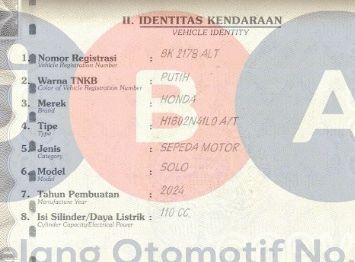 II. IDENTITAS KENDARAAN
VEHICLE IDENTITY
1. Nomor Registrasi : BK 2178 ALT
Vehicle Registration Number
2. Warna TNKB : PUTIH
Color of Vehicle Registration Number
3. Merek : HONDA
Brand
4. Tipe : H1B02N41L0 A/T
Type
5. Jenis : SEPEDA MOTOR
Category
6. Model : SOLO
Model
7. Tahun Pembuatan : 2024
Manufacture Year
8. Isi Silinder/Daya Listrik : 110 CC
Cylinder Capacity/Electrical Power
B A
elang Otomotif No.